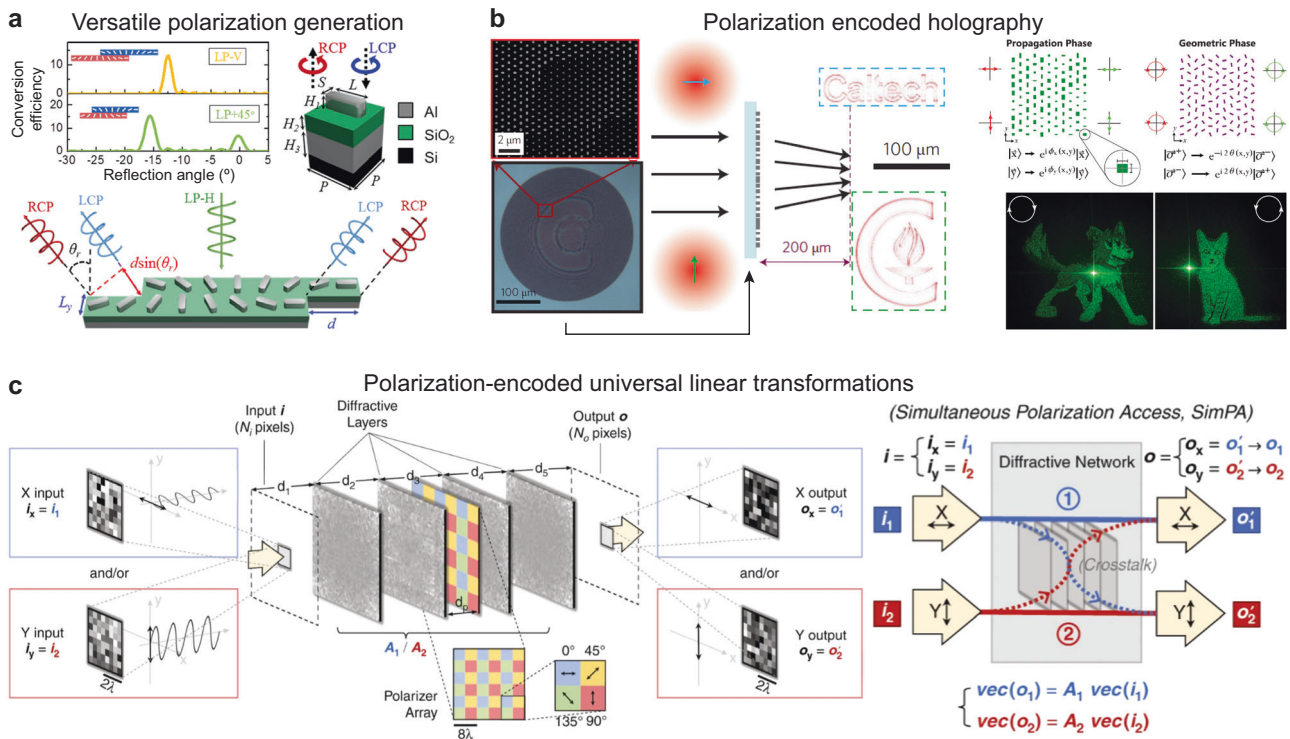 a
Versatile polarization generation
Conversion
efficiency
10
0
10
0
LP-V
LP+45°
-30 -25 -20 -15 -10 -5 0 5
Reflection angle (°)
RCP
LCP
S
L
H₁
H₂
H₃
P
P
Al
SiO₂
Si
RCP
LCP
LP-H
LCP
RCP
θr
dsin(θr)
Ly
d
b
Polarization encoded holography
2 μm
100 μm
200 μm
Caltech
100 μm
Propagation Phase
Geometric Phase
y
x
y
x
|x⟩ → e^{iϕx(x,y)}|x⟩
|y⟩ → e^{iϕy(x,y)}|y⟩
|σ⁺⟩ → e^{-i2θ(x,y)}|σ⁻⟩
|σ⁻⟩ → e^{i2θ(x,y)}|σ⁺⟩
c
Polarization-encoded universal linear transformations
Input i
(Ni pixels)
Diffractive
Layers
Output o
(No pixels)
d₁
d₂
d₃
d₄
d₅
dp
X input
ix = i₁
y
x
and/or
Y input
iy = i₂
y
x
2λ
A₁ / A₂
Polarizer
Array
8λ
0° 45°
135° 90°
y
x
X output
ox = o′₁
and/or
y
x
Y output
oy = o′₂
2λ
(Simultaneous Polarization Access, SimPA)
i = { ix = i₁
iy = i₂
o = { ox = o′₁ → o₁
oy = o′₂ → o₂
Diffractive Network
i₁
X
①
X
o′₁
(Crosstalk)
i₂
Y
②
Y
o′₂
{ vec(o₁) = A₁ vec(i₁)
vec(o₂) = A₂ vec(i₂)